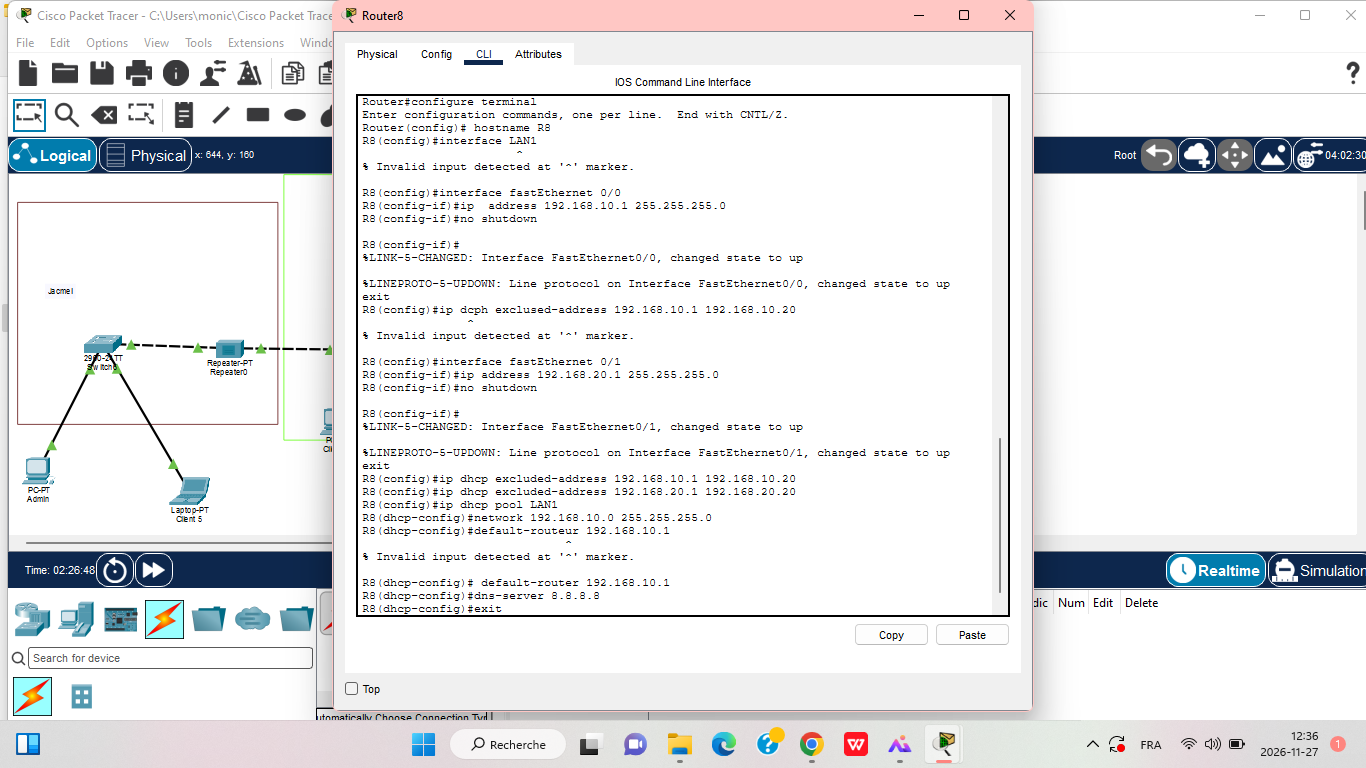 Cisco Packet Tracer - C:\Users\monic\Cisco Packet Trace
Router8
File Edit Options View Tools Extensions Windo
Physical Config CLI Attributes
IOS Command Line Interface
Router#configure terminal
Enter configuration commands, one per line. End with CNTL/Z.
Router(config)# hostname R8
R8(config)#interface LAN1
^
% Invalid input detected at '^' marker.
R8(config)#interface fastEthernet 0/0
R8(config-if)#ip  address 192.168.10.1 255.255.255.0
R8(config-if)#no shutdown
R8(config-if)#
%LINK-5-CHANGED: Interface FastEthernet0/0, changed state to up
%LINEPROTO-5-UPDOWN: Line protocol on Interface FastEthernet0/0, changed state to up
exit
R8(config)#ip dcph exclused-address 192.168.10.1 192.168.10.20
^
% Invalid input detected at '^' marker.
R8(config)#interface fastEthernet 0/1
R8(config-if)#ip address 192.168.20.1 255.255.255.0
R8(config-if)#no shutdown
R8(config-if)#
%LINK-5-CHANGED: Interface FastEthernet0/1, changed state to up
%LINEPROTO-5-UPDOWN: Line protocol on Interface FastEthernet0/1, changed state to up
exit
R8(config)#ip dhcp excluded-address 192.168.10.1 192.168.10.20
R8(config)#ip dhcp excluded-address 192.168.20.1 192.168.20.20
R8(config)#ip dhcp pool LAN1
R8(dhcp-config)#network 192.168.10.0 255.255.255.0
R8(dhcp-config)#default-routeur 192.168.10.1
^
% Invalid input detected at '^' marker.
R8(dhcp-config)# default-router 192.168.10.1
R8(dhcp-config)#dns-server 8.8.8.8
R8(dhcp-config)#exit
Copy Paste
Top
Logical Physical x: 644, y: 160
Root 04:02:30
Jacmel
Repeater-PT
Repeater0
PC-PT
Admin
Laptop-PT
Client 5
Time: 02:26:48
Realtime Simulation
dic Num Edit Delete
Search for device
utomatically Choose Connection Typ
Recherche
FRA
12:36
2026-11-27
1